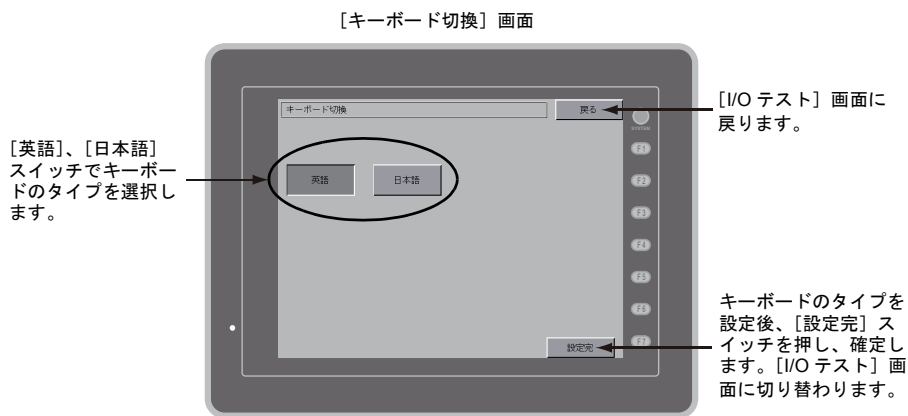 ［キーボード切換］画面
キーボード切換
戻る
［I/O テスト］画面に
戻ります。
SYSTEM
［英語］、［日本語］
スイッチでキーボー
ドのタイプを選択し
ます。
英語
日本語
F1
F2
F3
F4
F5
F6
F7
設定完
キーボードのタイプを
設定後、［設定完］ス
イッチを押し、確定し
ます。［I/O テスト］画
面に切り替わります。